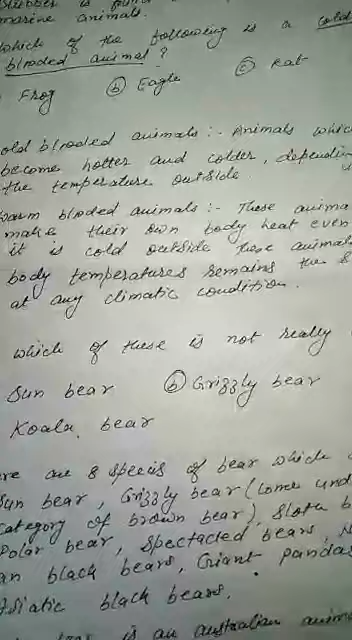 marine animals.
which of the following is a cold
blooded animal?
Frog (b) Eagle (c) Rat
old blooded animals:- Animals which
become hotter and colder, depending
the temperature outside.
warm blooded animals:- These
make their own body heat even
it is cold outside these animals
body temperatures remains the
at any climatic condition.
which of these is not really
Sun bear (b) Grizzly bear
Koala bear
are 8 specis of bear which
Sun bear, Grizzly bear (comes
category of brown bear), Sloth
Polar bear, spectacled bears,
an black bears, Giant pandas
Asiatic black bears.
is an australian